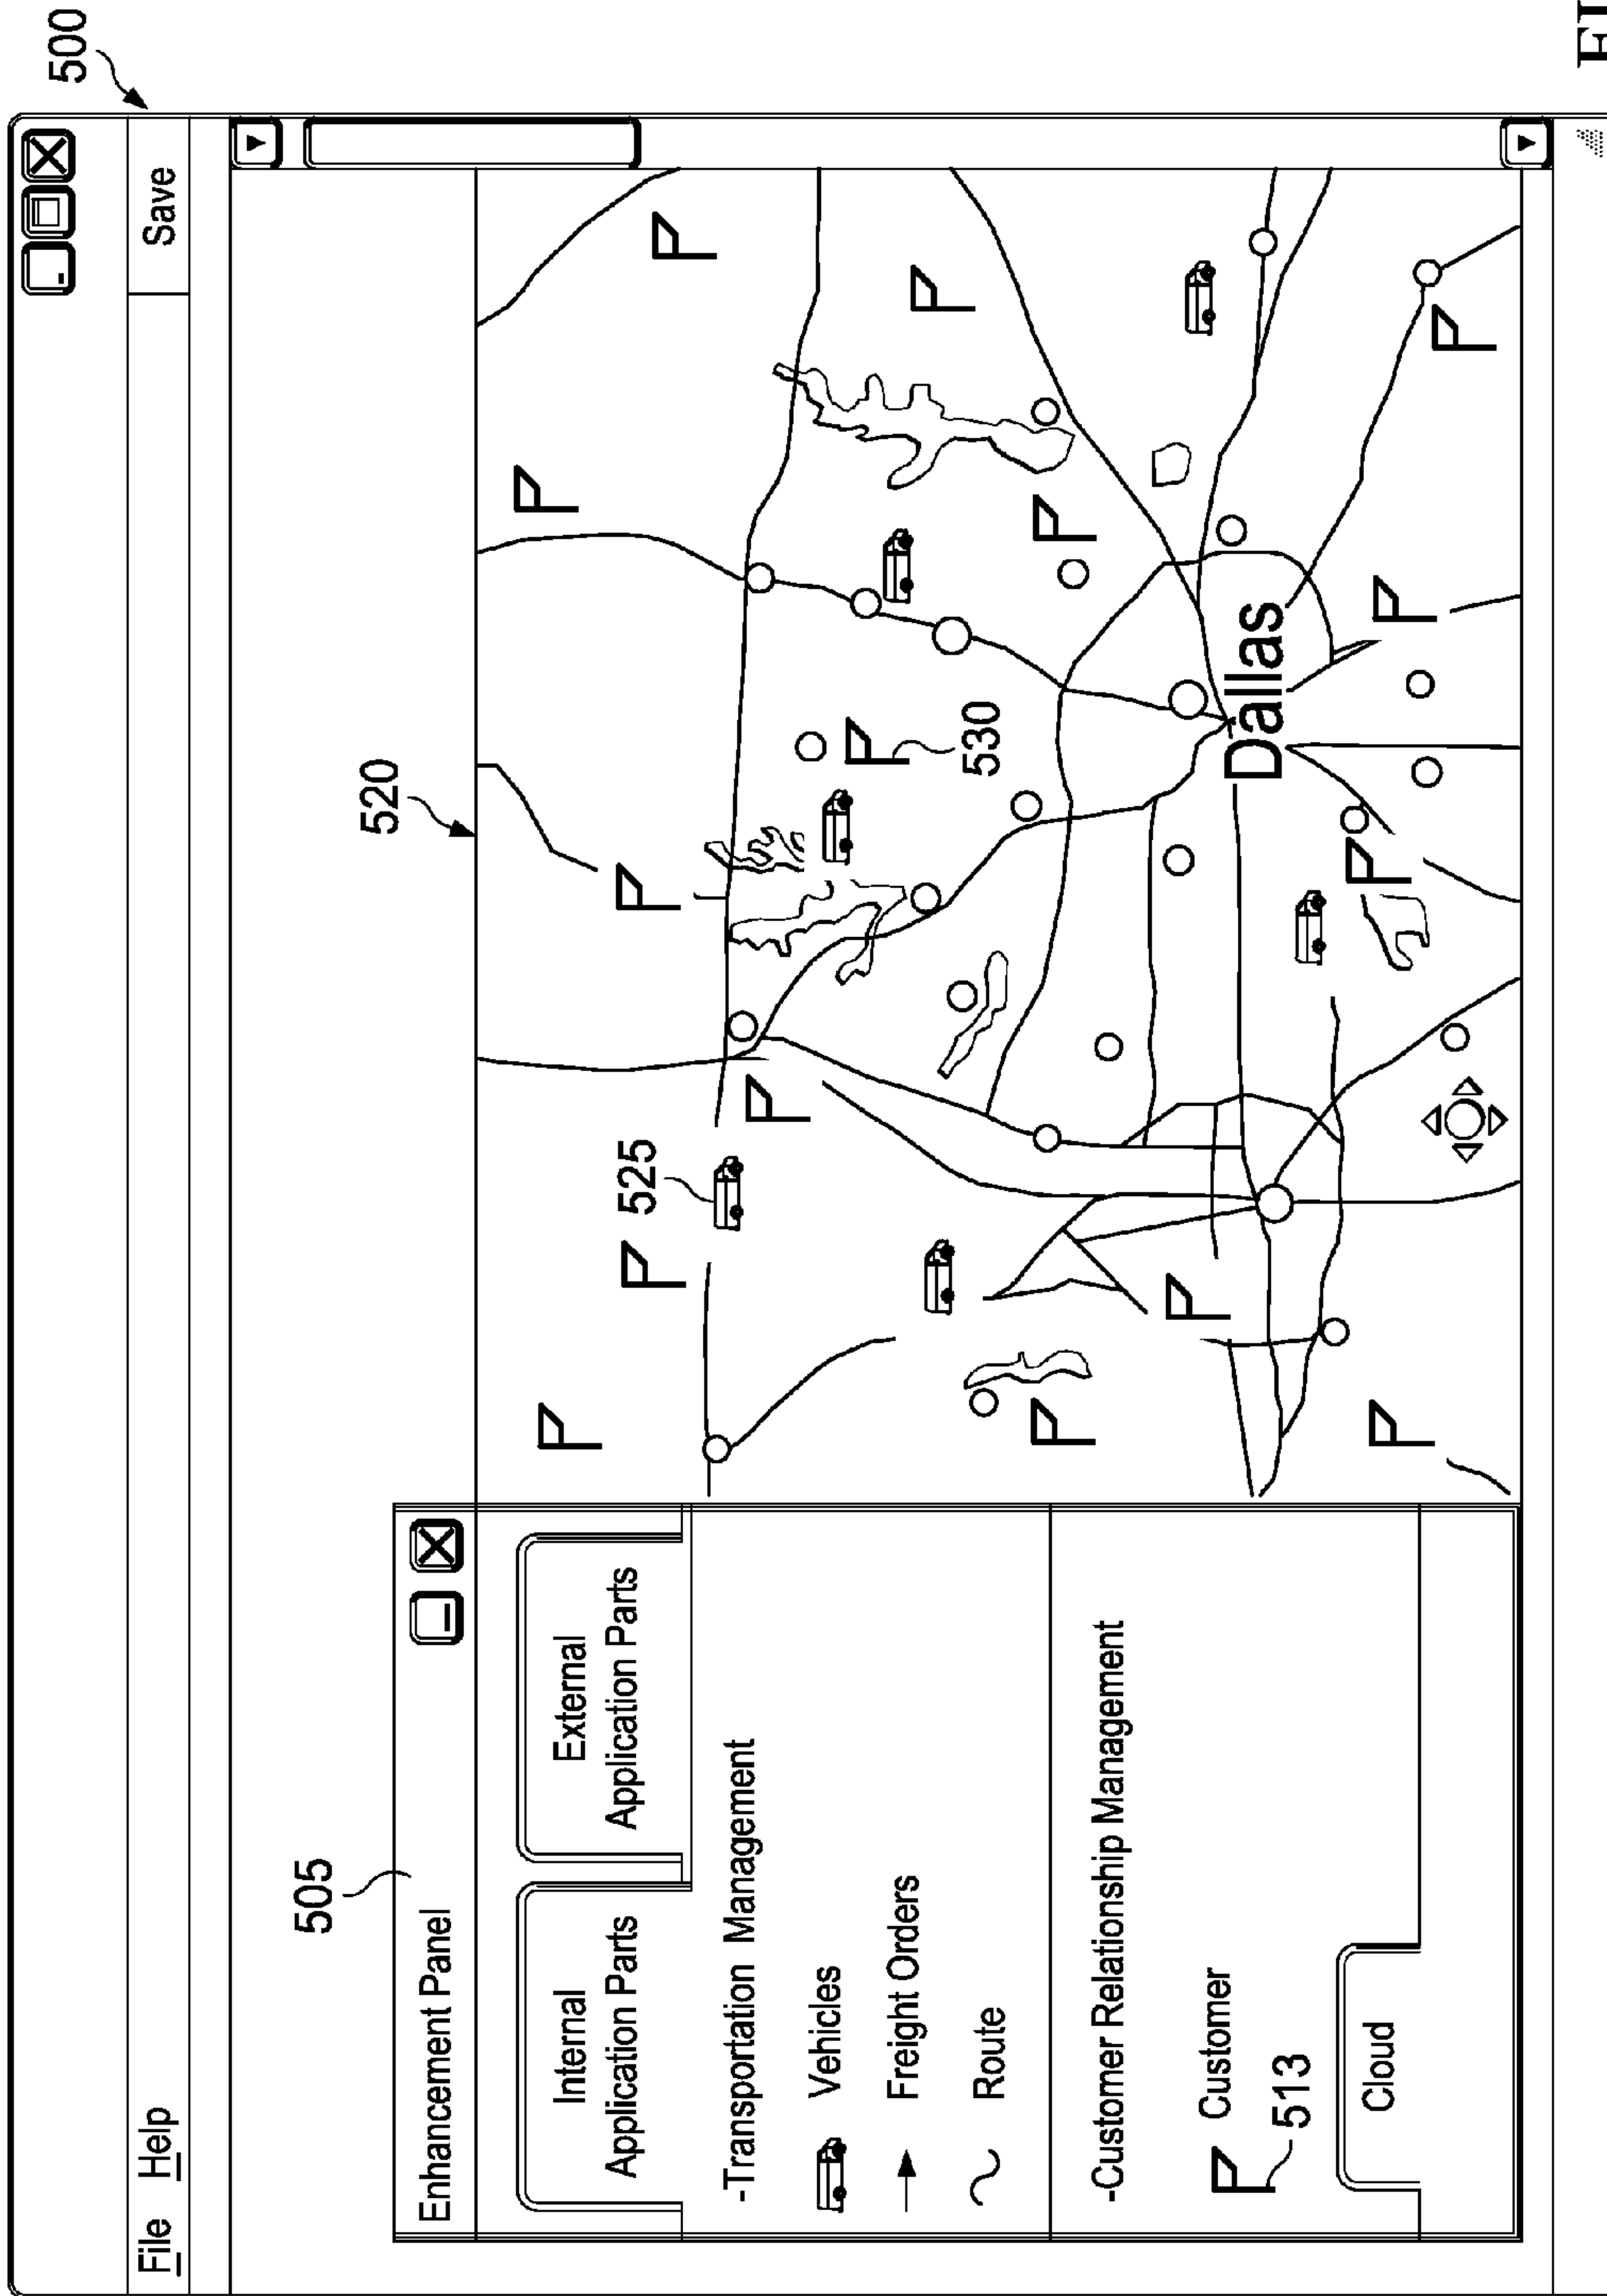 500
File Help
Save
520
505
Enhancement Panel
Internal
Application Parts
External
Application Parts
-Transportation Management
Vehicles
Freight Orders
Route
-Customer Relationship Management
Customer
513
Cloud
525
530
Dallas